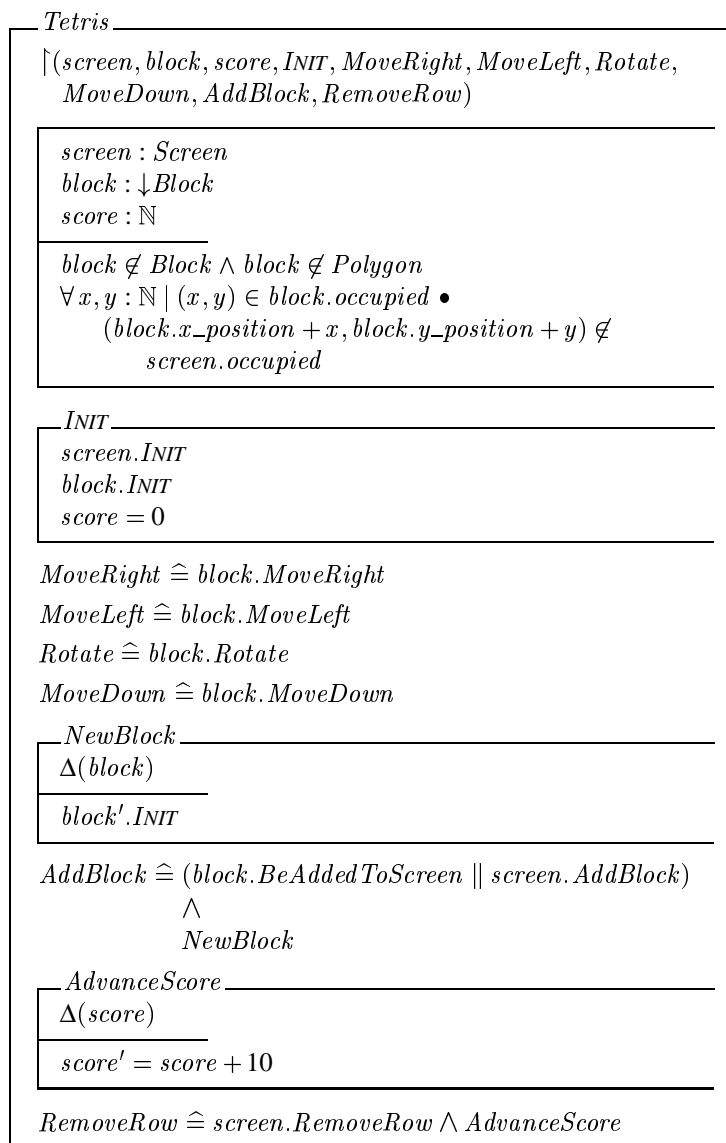 Tetris
↾(screen, block, score, INIT, MoveRight, MoveLeft, Rotate,
MoveDown, AddBlock, RemoveRow)
screen : Screen
block : ↓Block
score : ℕ
block ∉ Block ∧ block ∉ Polygon
∀ x, y : ℕ | (x, y) ∈ block.occupied •
(block.x_position + x, block.y_position + y) ∉
screen.occupied
INIT
screen.INIT
block.INIT
score = 0
MoveRight ≙ block.MoveRight
MoveLeft ≙ block.MoveLeft
Rotate ≙ block.Rotate
MoveDown ≙ block.MoveDown
NewBlock
Δ(block)
block′.INIT
AddBlock ≙ (block.BeAddedToScreen || screen.AddBlock)
∧
NewBlock
AdvanceScore
Δ(score)
score′ = score + 10
RemoveRow ≙ screen.RemoveRow ∧ AdvanceScore